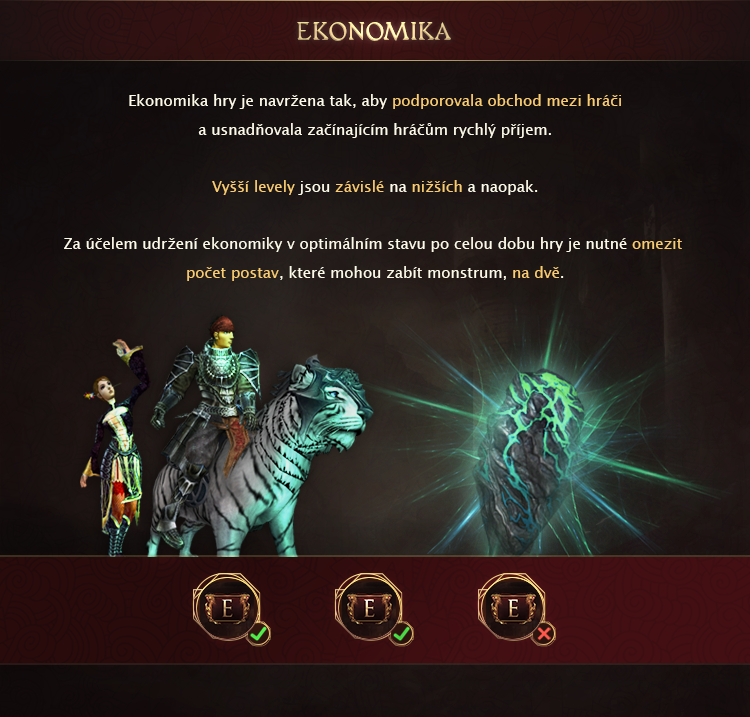 EKONOMIKA
Ekonomika hry je navržena tak, aby podporovala obchod mezi hráči
a usnadňovala začínajícím hráčům rychlý příjem.
Vyšší levely jsou závislé na nižších a naopak.
Za účelem udržení ekonomiky v optimálním stavu po celou dobu hry je nutné omezit
počet postav, které mohou zabít monstrum, na dvě.
E E E